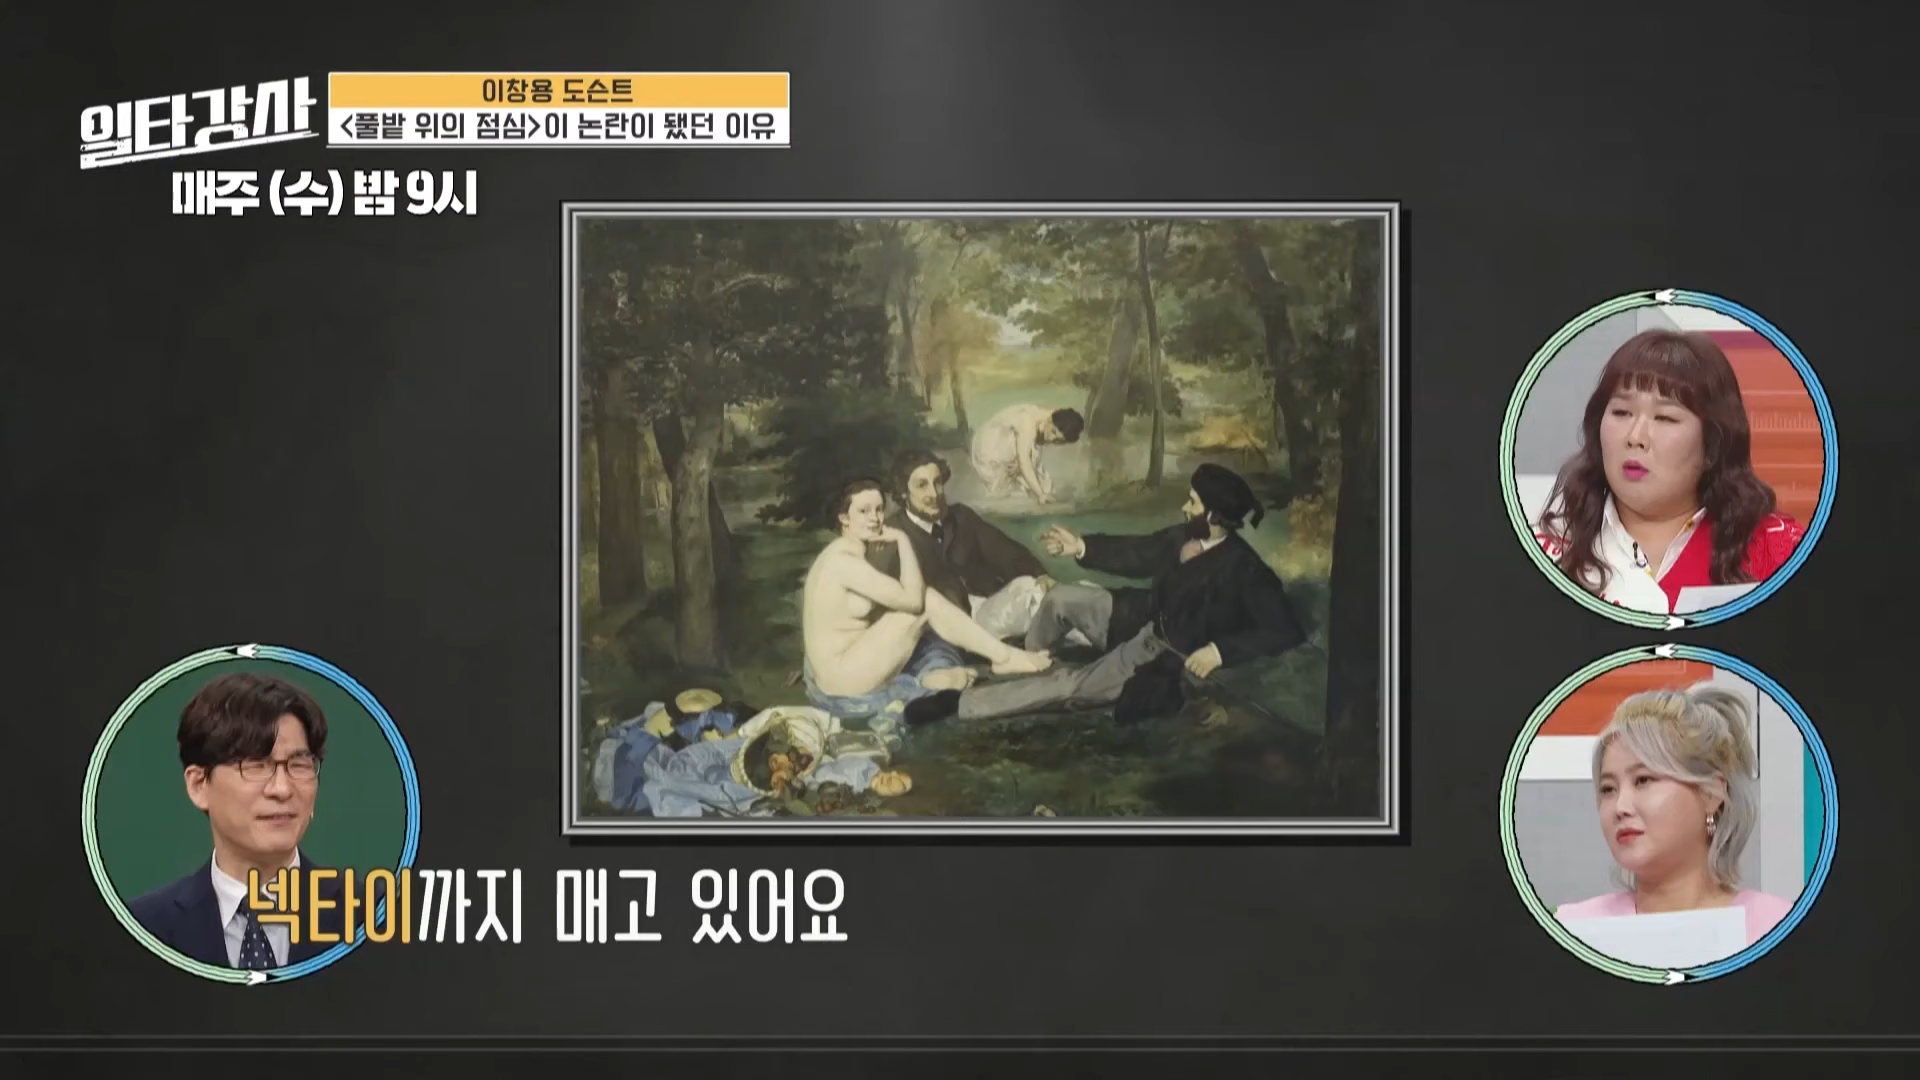 일타강사
이창용 도슨트
<풀밭 위의 점심>이 논란이 됐던 이유
매주 (수) 밤 9시
넥타이까지 매고 있어요